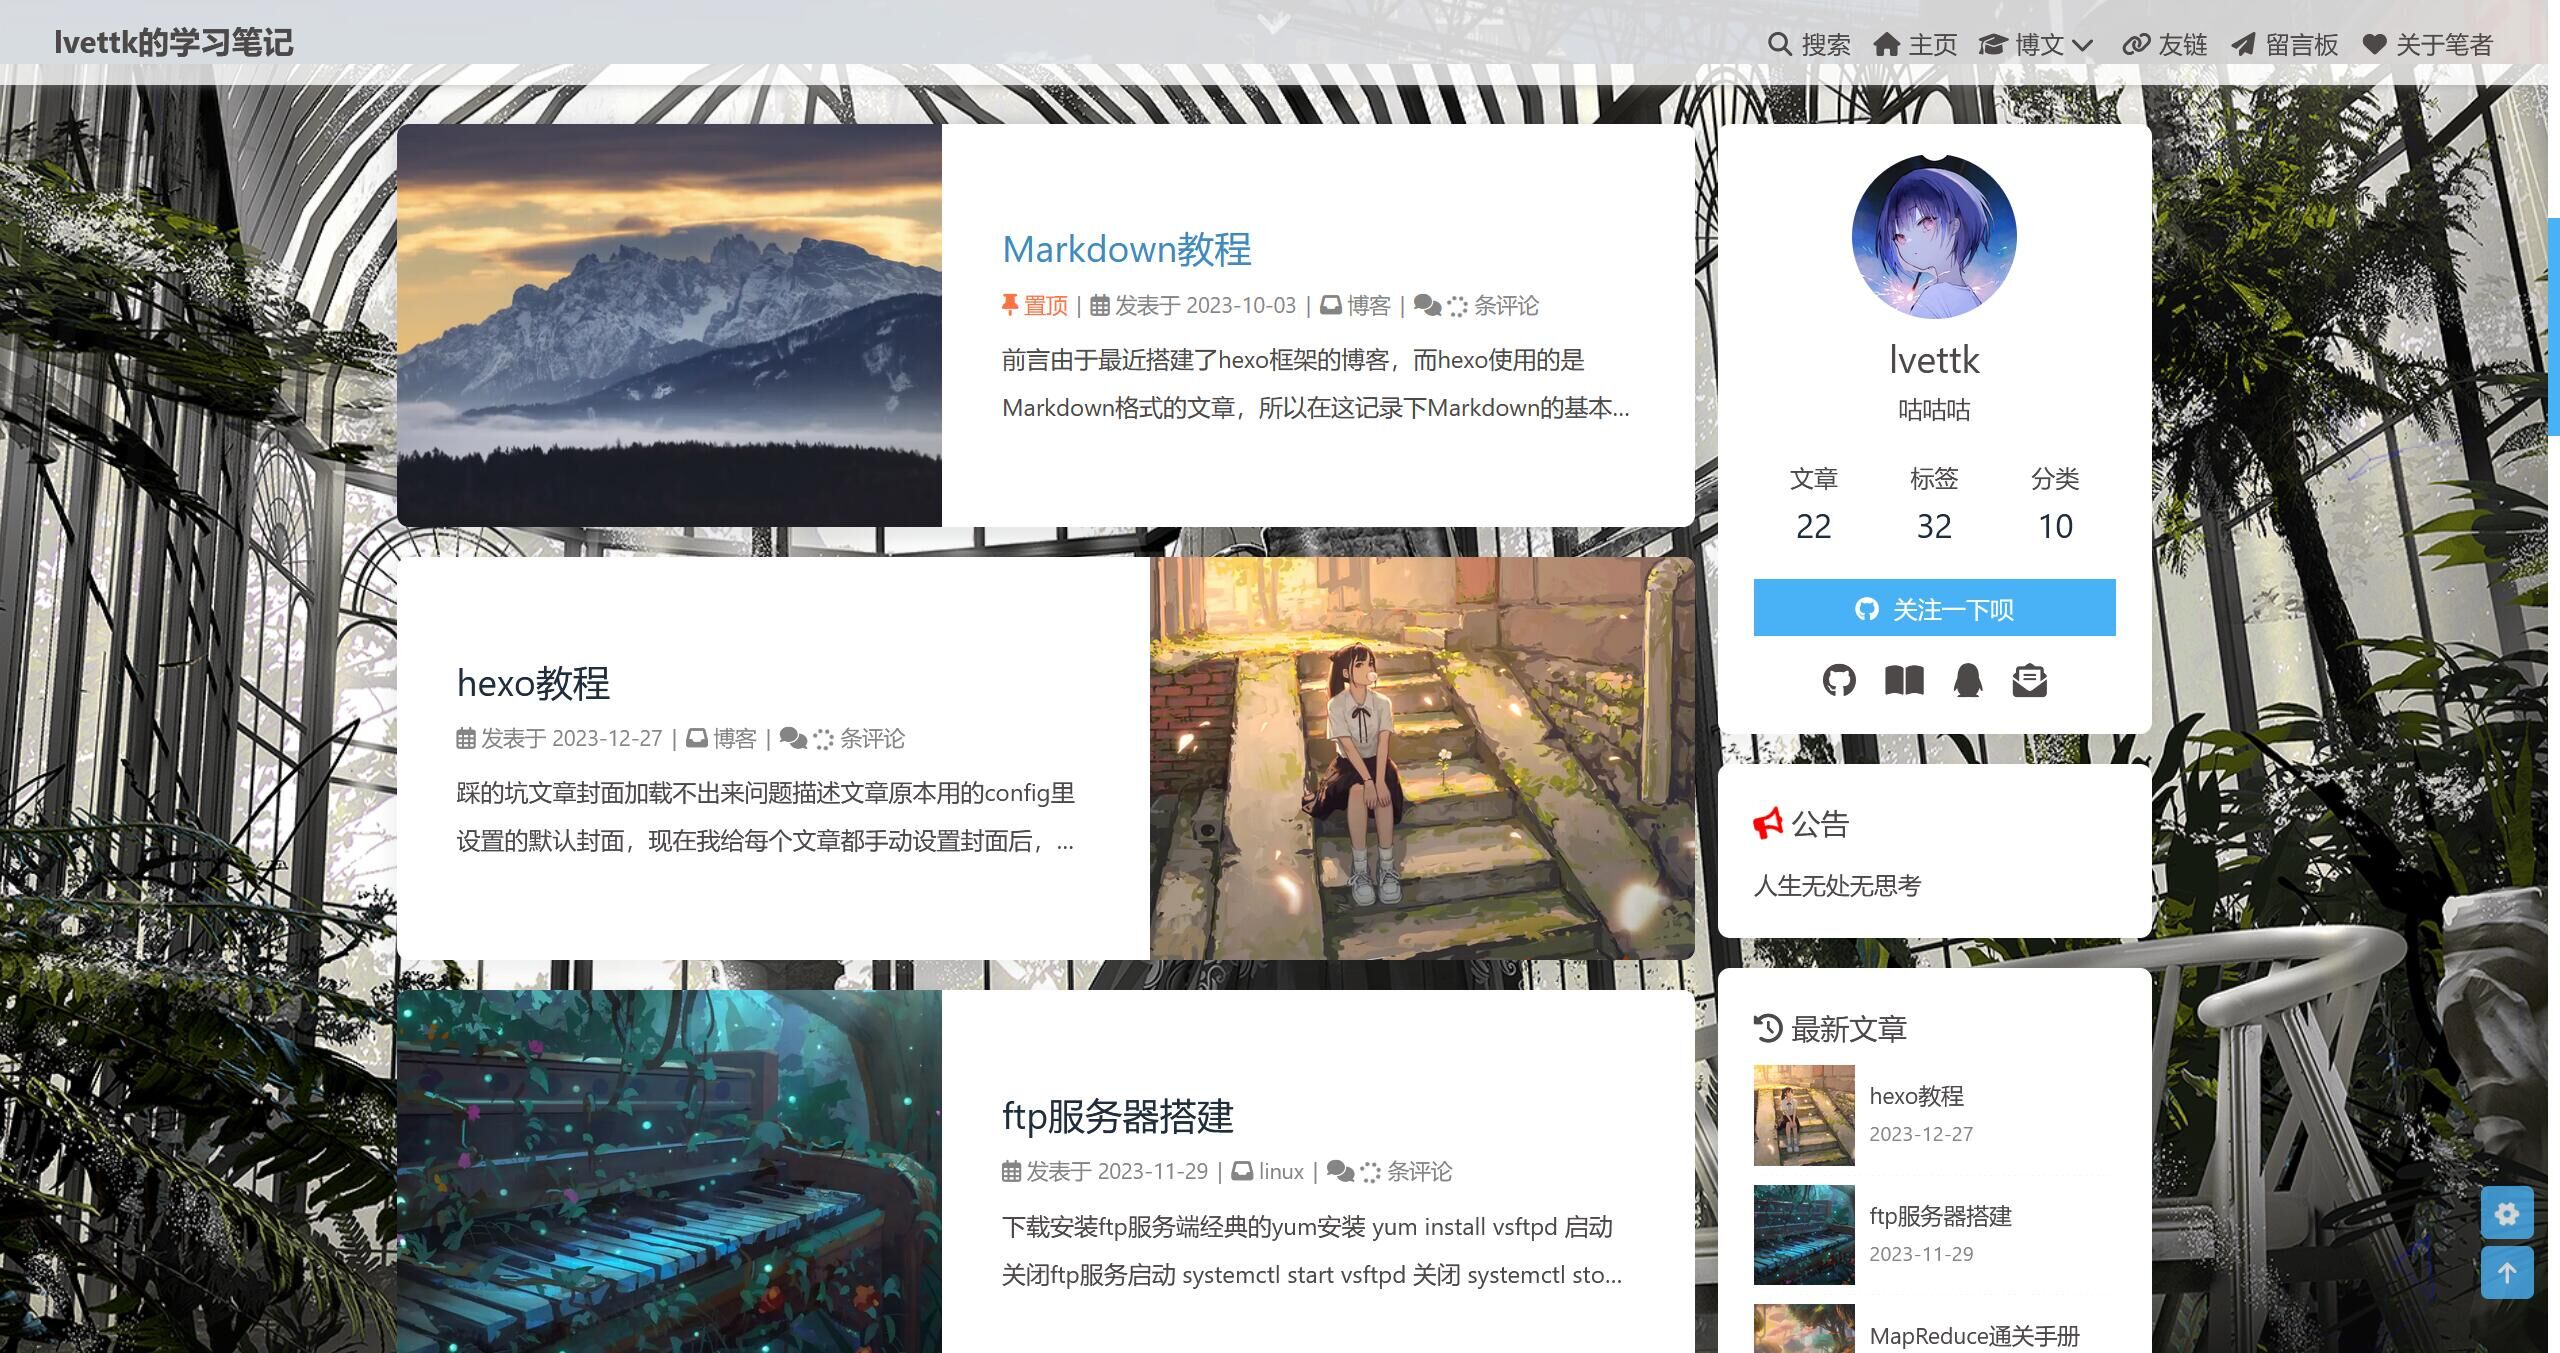 lvettk的学习笔记
搜索 主页 博文 友链 留言板 关于笔者
Markdown教程
置顶 | 发表于 2023-10-03 | 博客 | 条评论
前言由于最近搭建了hexo框架的博客，而hexo使用的是
Markdown格式的文章，所以在这记录下Markdown的基本...
hexo教程
发表于 2023-12-27 | 博客 | 条评论
踩的坑文章封面加载不出来问题描述文章原本用的config里
设置的默认封面，现在我给每个文章都手动设置封面后，...
ftp服务器搭建
发表于 2023-11-29 | linux | 条评论
下载安装ftp服务端经典的yum安装 yum install vsftpd 启动
关闭ftp服务启动 systemctl start vsftpd 关闭 systemctl sto...
lvettk
咕咕咕
文章 标签 分类
22 32 10
关注一下呗
公告
人生无处无思考
最新文章
hexo教程
2023-12-27
ftp服务器搭建
2023-11-29
MapReduce通关手册